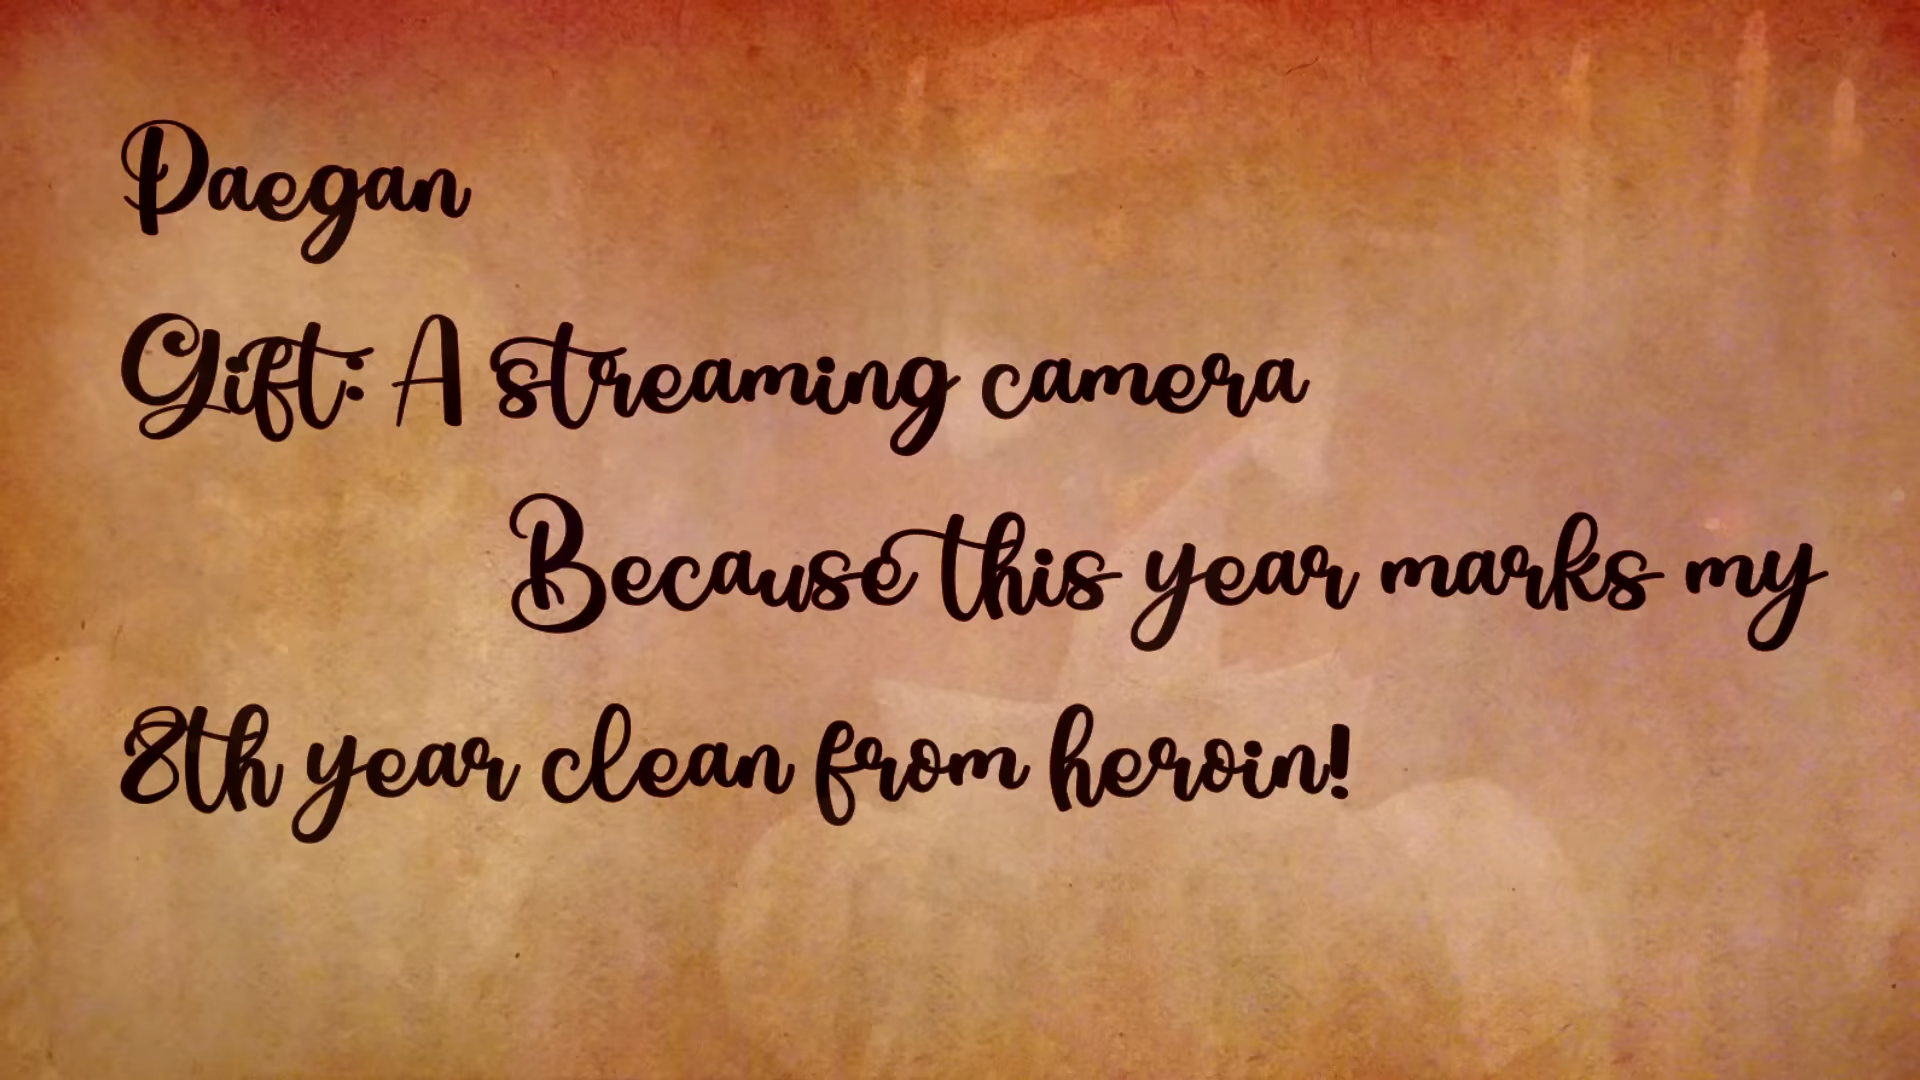 Daegan
Gift: A streaming camera
Because this year marks my
8th year clean from heroin!